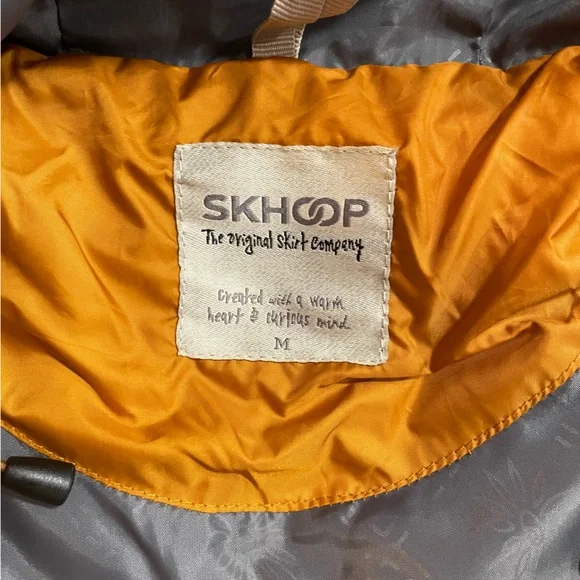 SKHOOP
The original Skirt Company
Created with a warm
heart & curious mind.
M